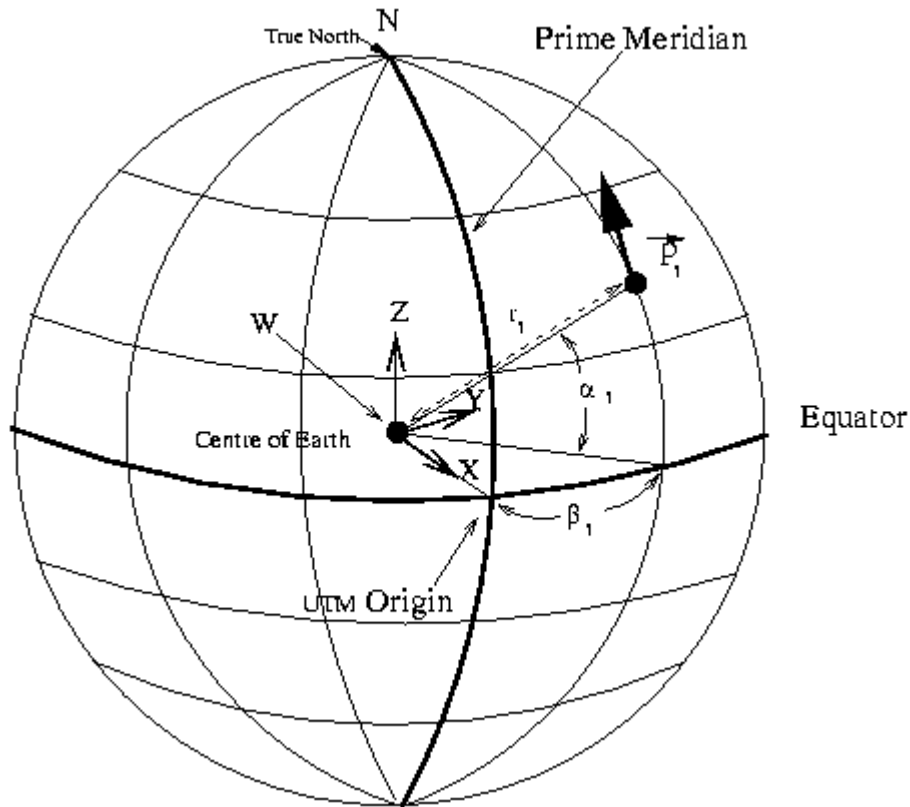 N
True North
Prime Meridian
P₁
Z
r₁
W
α₁
Y
Equator
Centre of Earth
X
β₁
UTM Origin